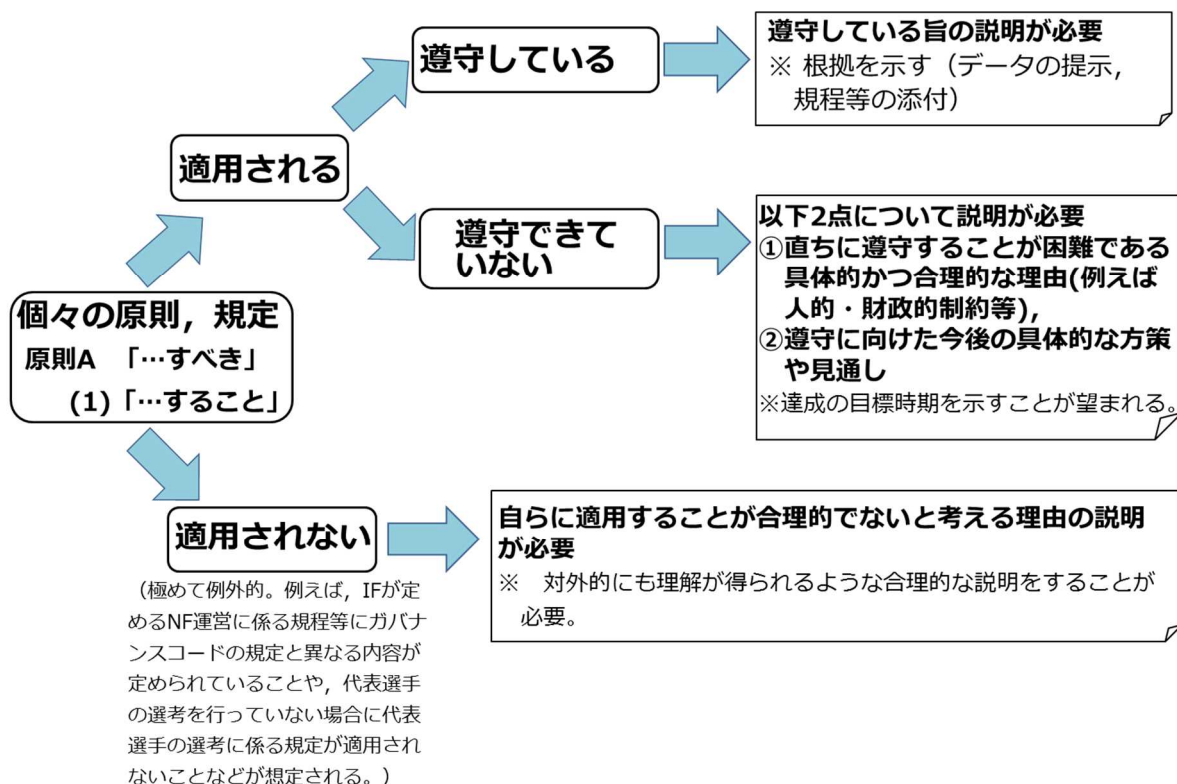 遵守している
遵守している旨の説明が必要
※ 根拠を示す（データの提示，
規程等の添付）
適用される
遵守できて
いない
以下2点について説明が必要
①直ちに遵守することが困難である
具体的かつ合理的な理由(例えば
人的・財政的制約等)，
②遵守に向けた今後の具体的な方策
や見通し
※達成の目標時期を示すことが望まれる。
個々の原則，規定
原則A 「…すべき」
(1)「…すること」
適用されない
（極めて例外的。例えば，IFが定
めるNF運営に係る規程等にガバナ
ンスコードの規定と異なる内容が
定められていることや，代表選手
の選考を行っていない場合に代表
選手の選考に係る規定が適用され
ないことなどが想定される。）
自らに適用することが合理的でないと考える理由の説明
が必要
※ 対外的にも理解が得られるような合理的な説明をすることが
必要。